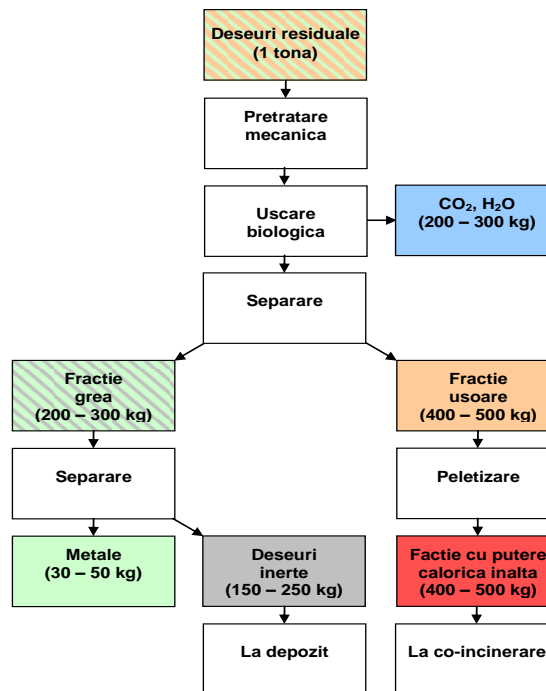 Deseuri residuale
(1 tona)
Pretratare
mecanica
Uscare
biologica
CO₂, H₂O
(200 – 300 kg)
Separare
Fractie
grea
(200 – 300 kg)
Fractie
usoare
(400 – 500 kg)
Separare
Peletizare
Metale
(30 – 50 kg)
Deseuri
inerte
(150 – 250 kg)
Factie cu putere
calorica inalta
(400 – 500 kg)
La depozit
La co-incinerare